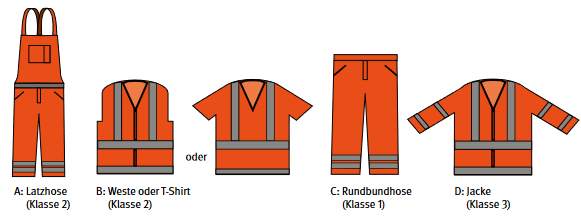 oder
A: Latzhose
(Klasse 2)
B: Weste oder T-Shirt
(Klasse 2)
C: Rundbundhose
(Klasse 1)
D: Jacke
(Klasse 3)